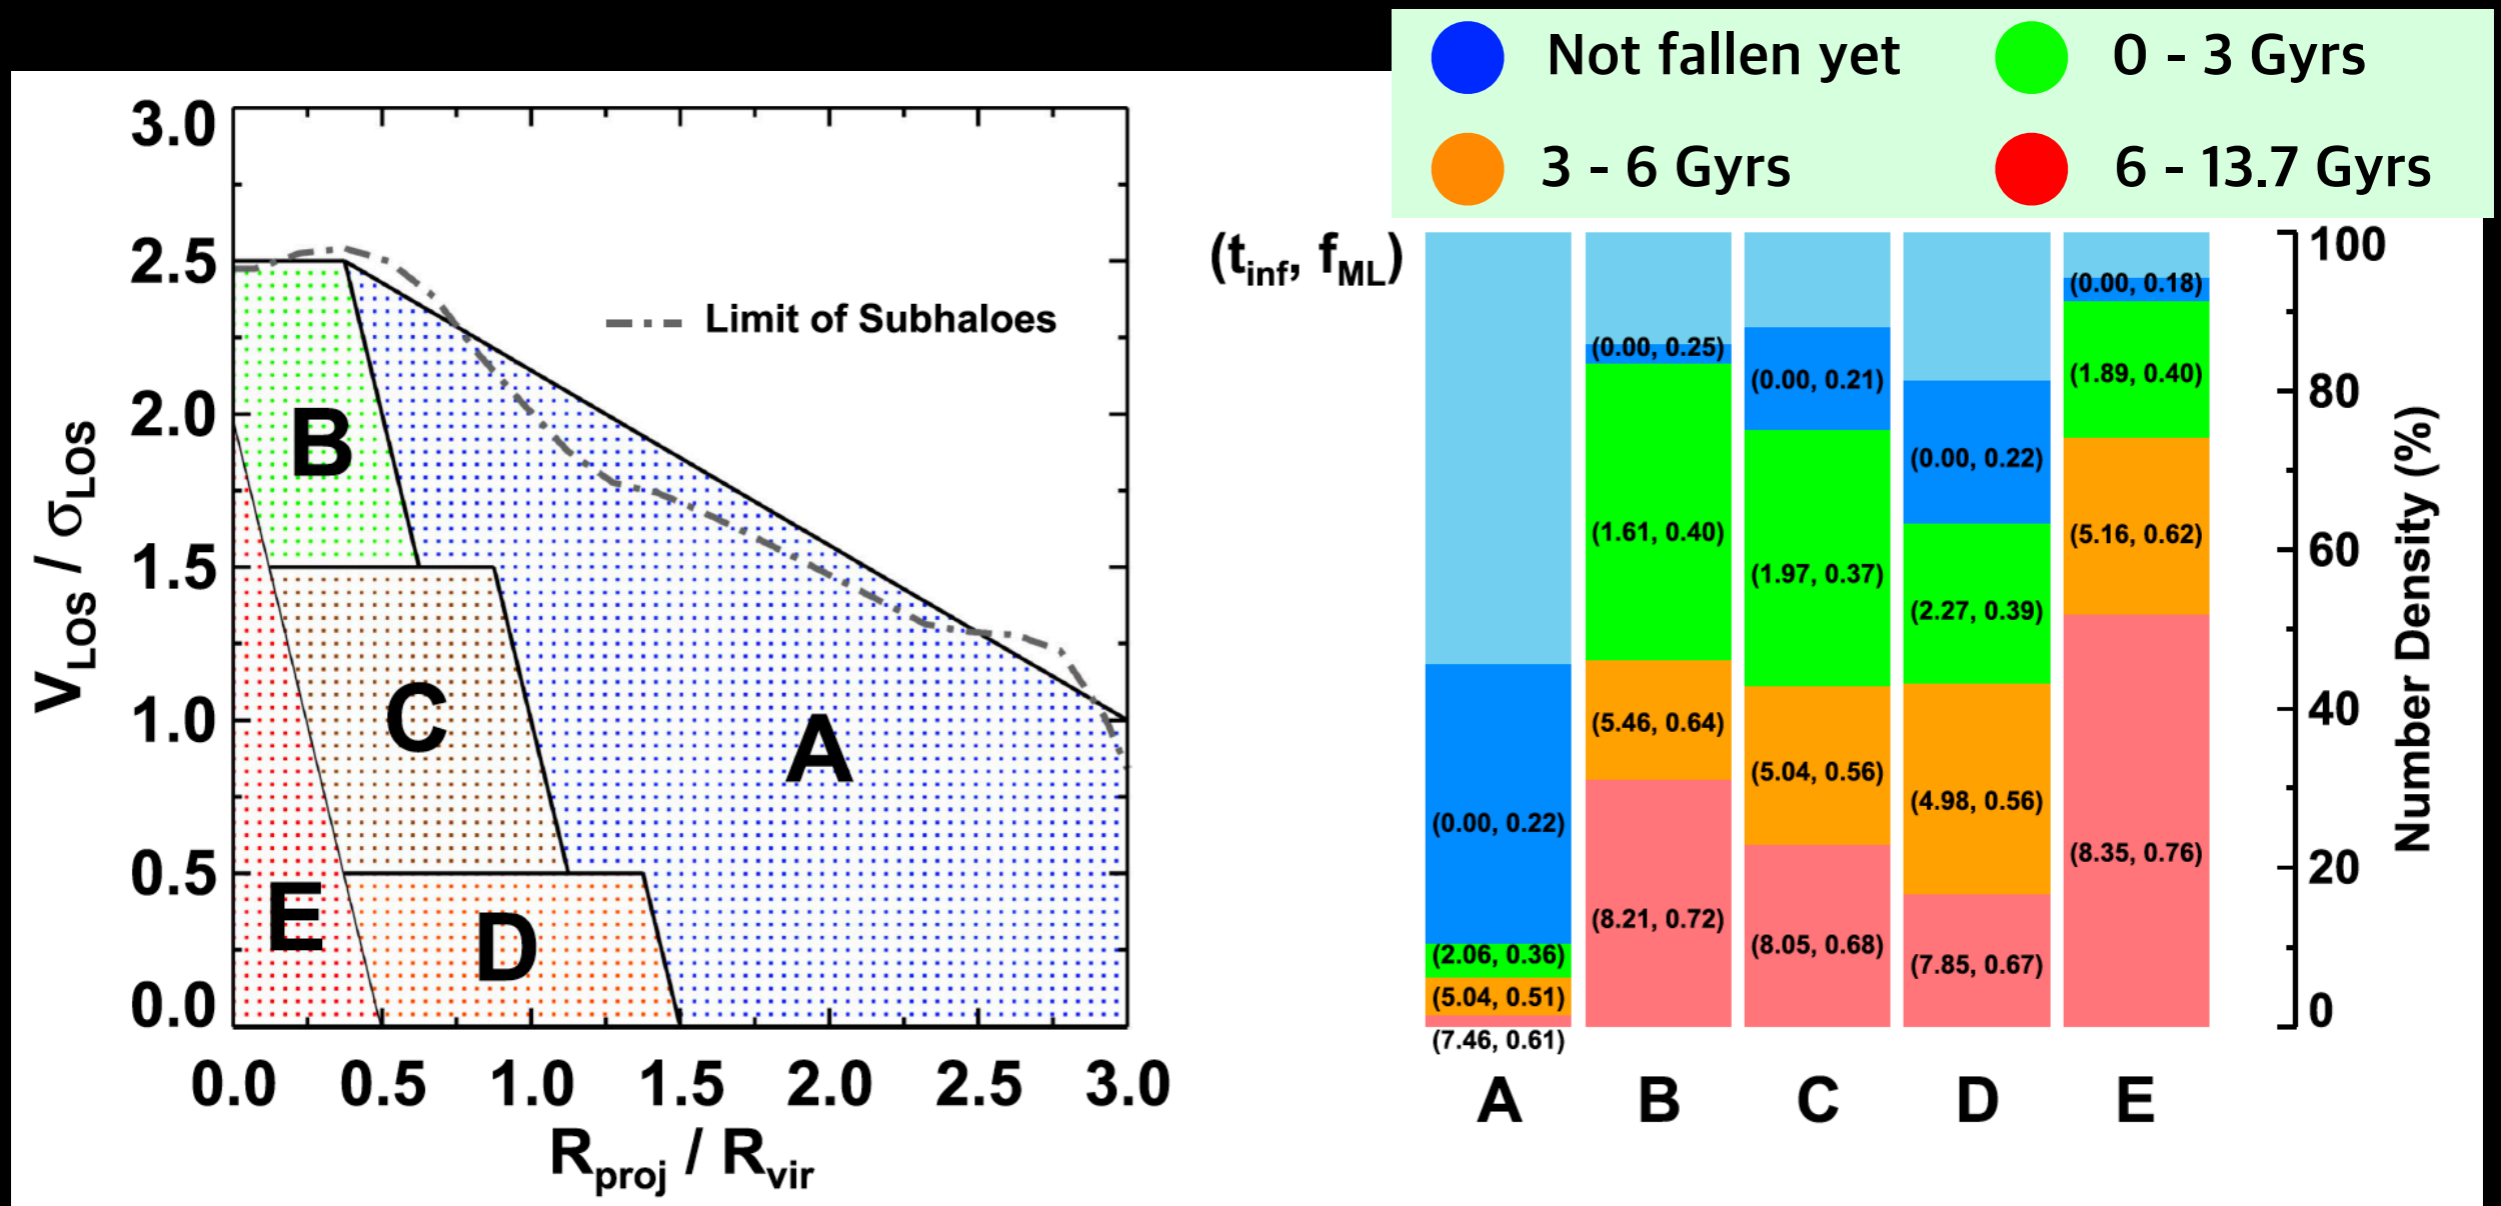 Not fallen yet
0 - 3 Gyrs
3 - 6 Gyrs
6 - 13.7 Gyrs
3.0
2.5
2.0
1.5
1.0
0.5
0.0
V_LOS / σ_LOS
Limit of Subhaloes
B
C
A
E
D
0.0 0.5 1.0 1.5 2.0 2.5 3.0
R_proj / R_vir
(t_inf, f_ML)
(0.00, 0.22)
(2.06, 0.36)
(5.04, 0.51)
(7.46, 0.61)
(0.00, 0.25)
(1.61, 0.40)
(5.46, 0.64)
(8.21, 0.72)
(0.00, 0.21)
(1.97, 0.37)
(5.04, 0.56)
(8.05, 0.68)
(0.00, 0.22)
(2.27, 0.39)
(4.98, 0.56)
(7.85, 0.67)
(0.00, 0.18)
(1.89, 0.40)
(5.16, 0.62)
(8.35, 0.76)
A B C D E
100
80
60
40
20
0
Number Density (%)